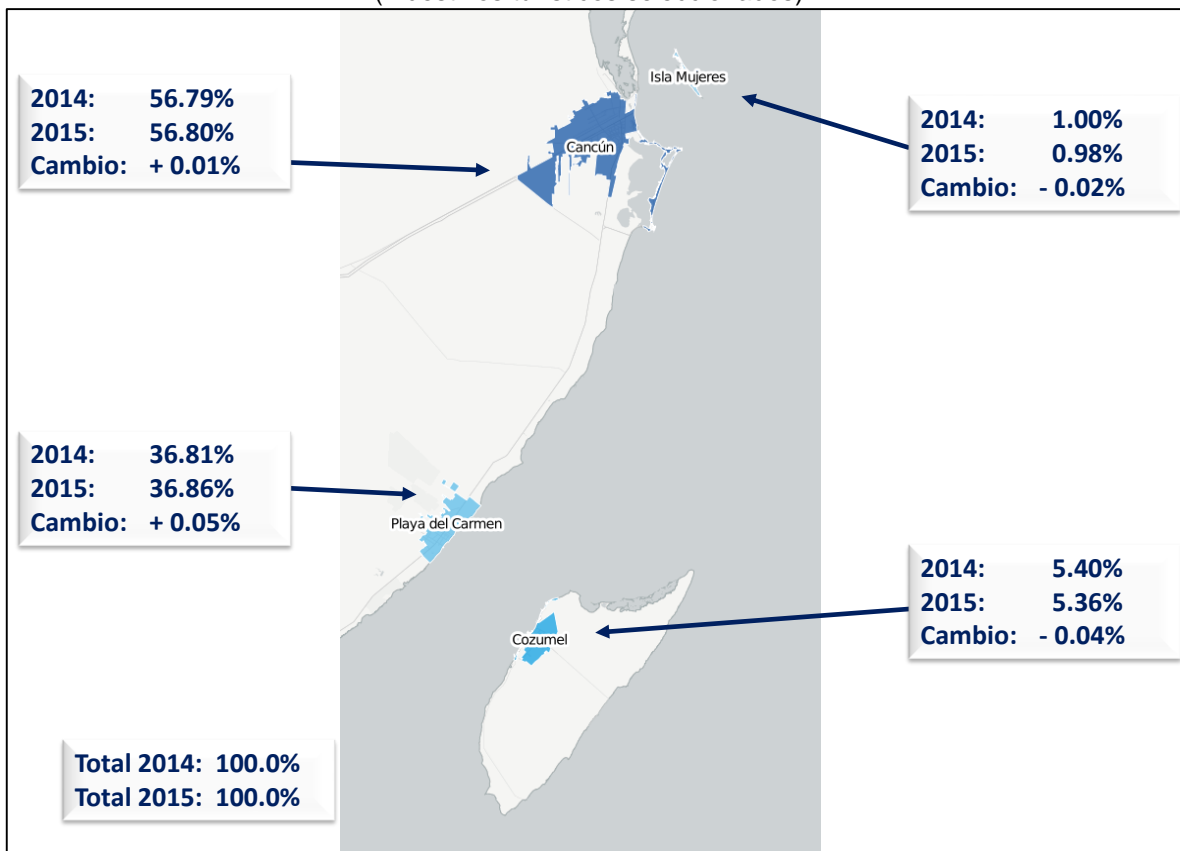 2014: 56.79%
2015: 56.80%
Cambio: + 0.01%
Isla Mujeres
Cancún
2014: 1.00%
2015: 0.98%
Cambio: - 0.02%
2014: 36.81%
2015: 36.86%
Cambio: + 0.05%
Playa del Carmen
2014: 5.40%
2015: 5.36%
Cambio: - 0.04%
Cozumel
Total 2014: 100.0%
Total 2015: 100.0%